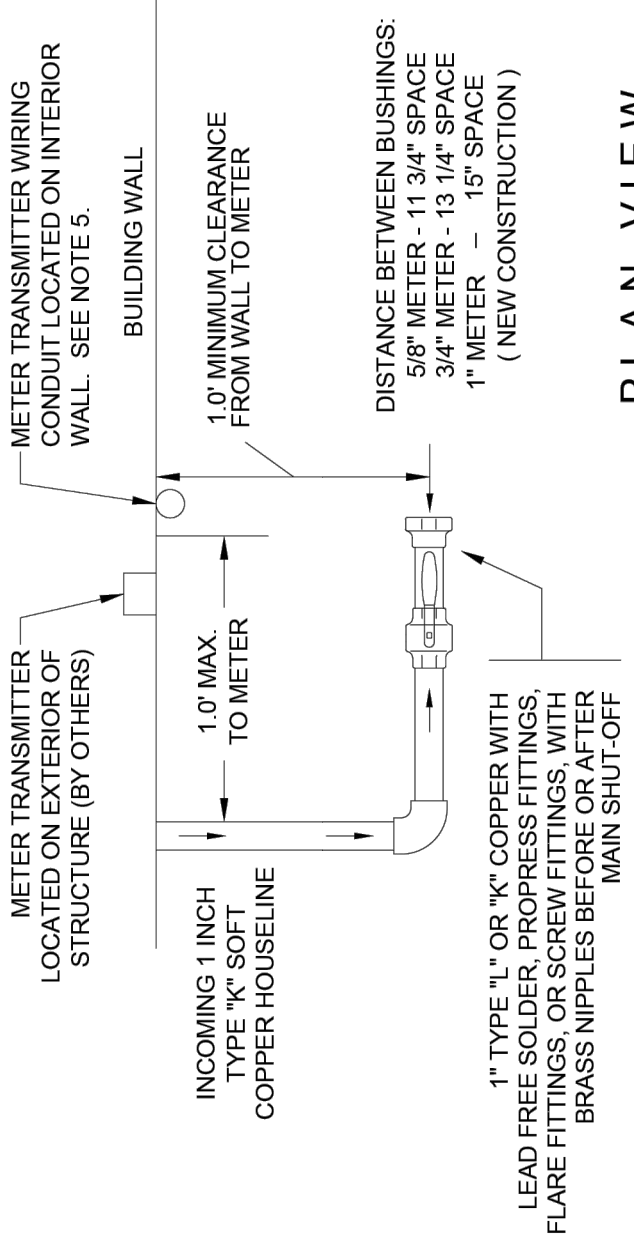 METER TRANSMITTER
LOCATED ON EXTERIOR OF
STRUCTURE (BY OTHERS)
METER TRANSMITTER WIRING
CONDUIT LOCATED ON INTERIOR
WALL. SEE NOTE 5.
BUILDING WALL
INCOMING 1 INCH
TYPE "K" SOFT
COPPER HOUSELINE
1.0' MAX.
TO METER
1.0' MINIMUM CLEARANCE
FROM WALL TO METER
DISTANCE BETWEEN BUSHINGS:
5/8" METER - 11 3/4" SPACE
3/4" METER - 13 1/4" SPACE
1" METER – 15" SPACE
( NEW CONSTRUCTION )
1" TYPE "L" OR "K" COPPER WITH
LEAD FREE SOLDER, PROPRESS FITTINGS,
FLARE FITTINGS, OR SCREW FITTINGS, WITH
BRASS NIPPLES BEFORE OR AFTER
MAIN SHUT-OFF
PLAN VIEW